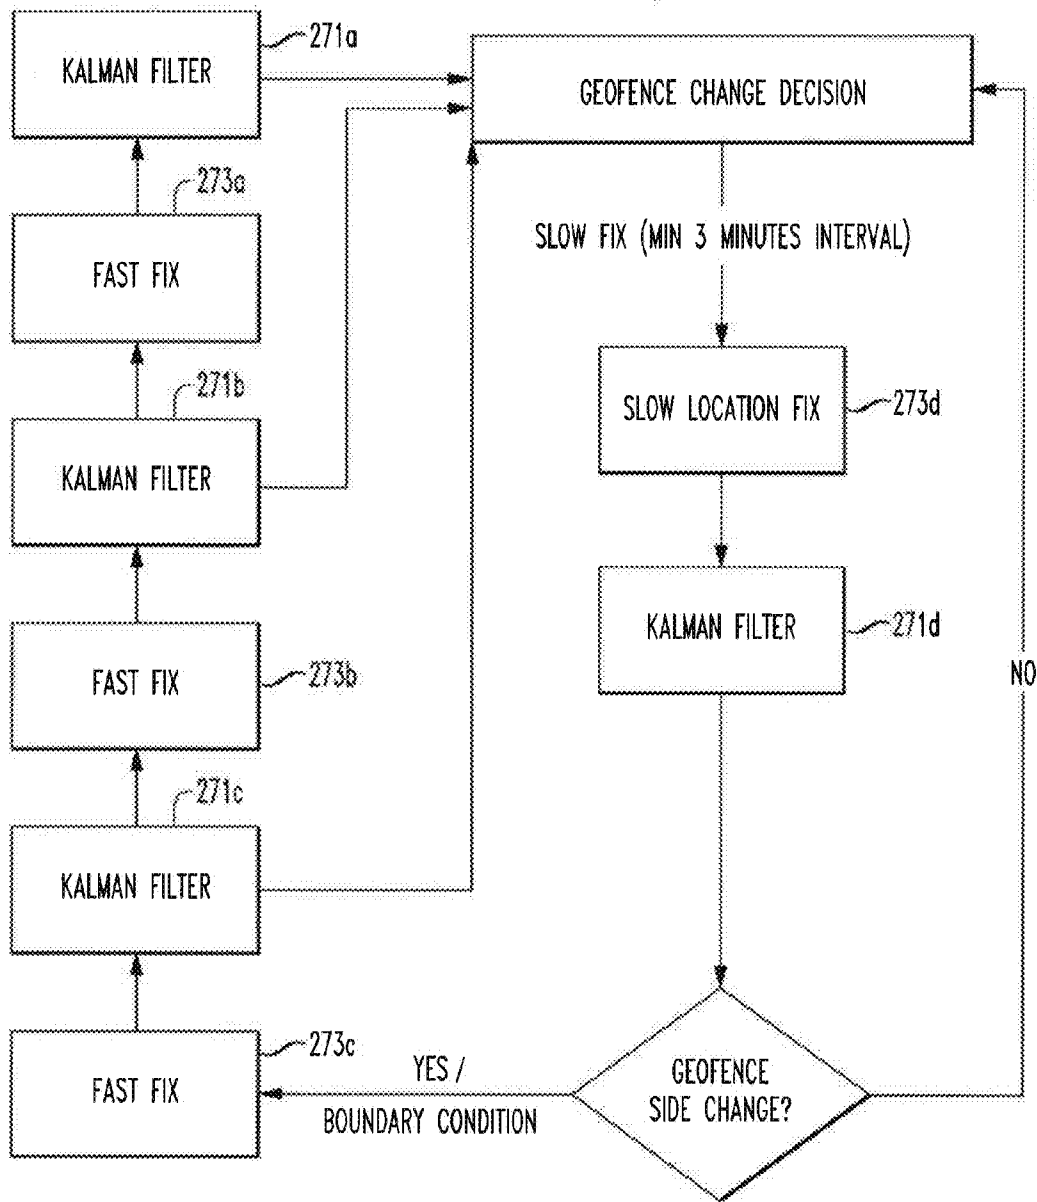 271a
KALMAN FILTER
GEOFENCE CHANGE DECISION
273a
SLOW FIX (MIN 3 MINUTES INTERVAL)
FAST FIX
271b
SLOW LOCATION FIX
273d
KALMAN FILTER
KALMAN FILTER
271d
FAST FIX
273b
NO
271c
KALMAN FILTER
273c
YES /
BOUNDARY CONDITION
FAST FIX
GEOFENCE
SIDE CHANGE?